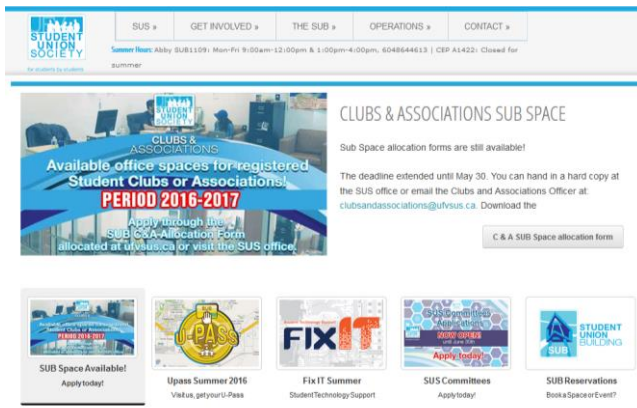 STUDENT
UNION
SOCIETY
for students by students
SUS »
GET INVOLVED »
THE SUB »
OPERATIONS »
CONTACT »
Summer Hours: Abby SUB1109: Mon-Fri 9:00am-12:00pm & 1:00pm-4:00pm, 6048644613 | CEP A1422: Closed for
summer
STUDENT
UNION
SOCIETY
CLUBS &
ASSOCIATIONS
Available office spaces for registered
Student Clubs or Associations!
PERIOD 2016-2017
Apply through the
SUB C&A Allocation Form
allocated at ufvsus.ca or visit the SUS office.
CLUBS & ASSOCIATIONS SUB SPACE
Sub Space allocation forms are still available!
The deadline extended until May 30. You can hand in a hard copy at
the SUS office or email the Clubs and Associations Officer at:
clubsandassociations@ufvsus.ca. Download the
C & A SUB Space allocation form
PERIOD 2016-2017
SUB Space Available!
Apply today!
U-PASS
Upass Summer 2016
Visit us, get your U-Pass
FIXIT
Fix IT Summer
Student Technology Support
SUS Committees
Applications
NOW OPEN!
until June 30th
Apply today!
SUS Committees
Apply today!
SUB
STUDENT
UNION
BUILDING
SUB Reservations
Book a Space or Event?